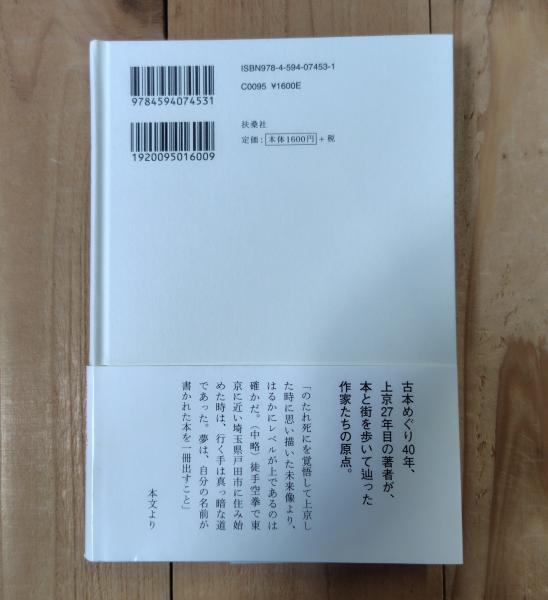 ISBN978-4-594-07453-1
C0095 ¥1600E
9784594074531
扶桑社
定価:本体1600円+税
1920095016009
古本めぐり40年、
上京27年目の著者が、
本と街を歩いて辿った
作家たちの原点。
「のたれ死にを覚悟して上京し
た時に思い描いた未来像より、
はるかにレベルが上であるのは
確かだ。(中略)徒手空拳で東
京に近い埼玉県戸田市に住み始
めた時は、行く手は真っ暗な道
であった。夢は、自分の名前が
書かれた本を一冊出すこと」
本文より